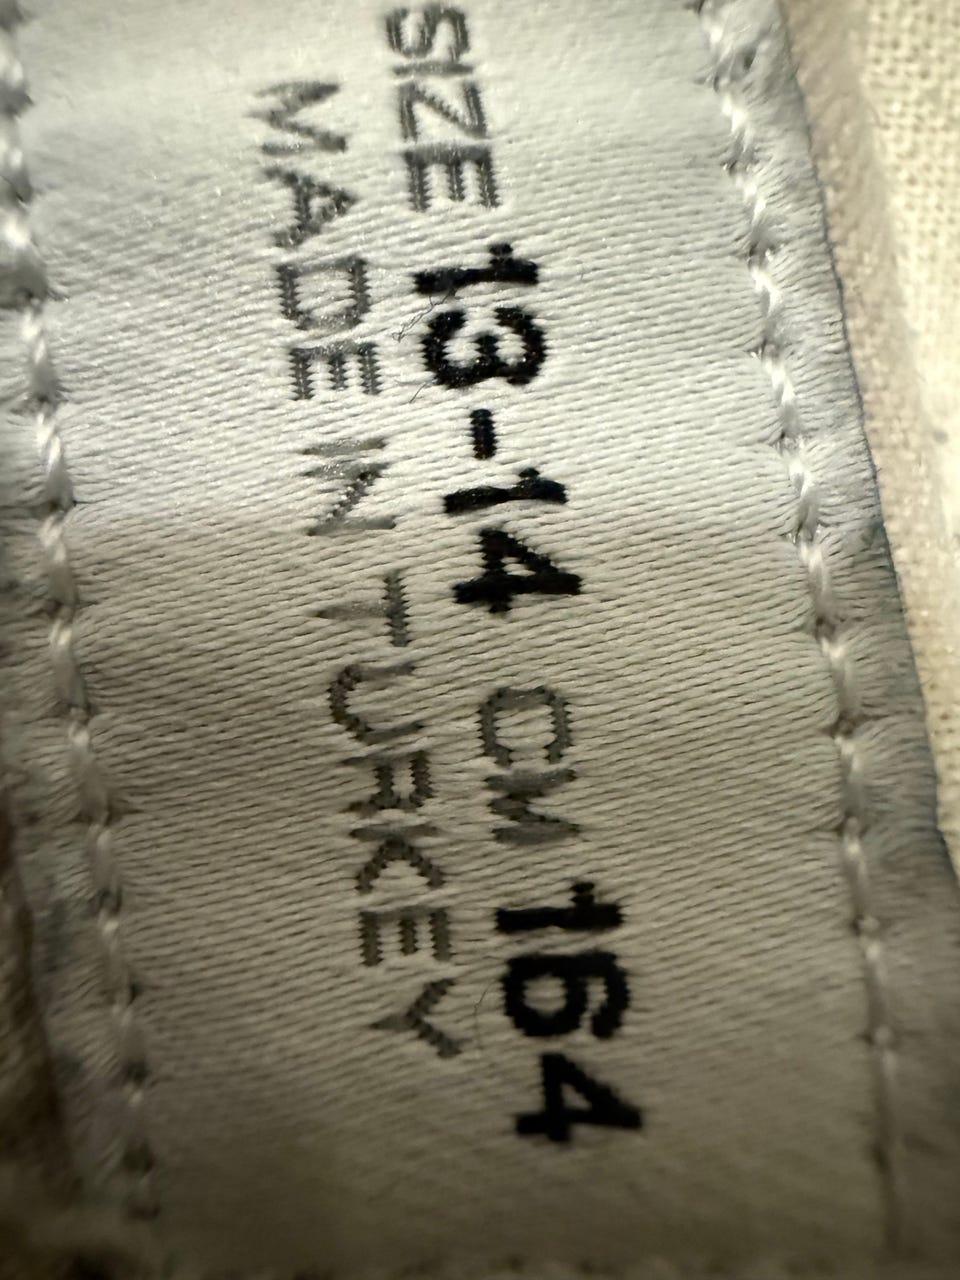 SIZE 13-14 CM 164
MADE IN TURKEY